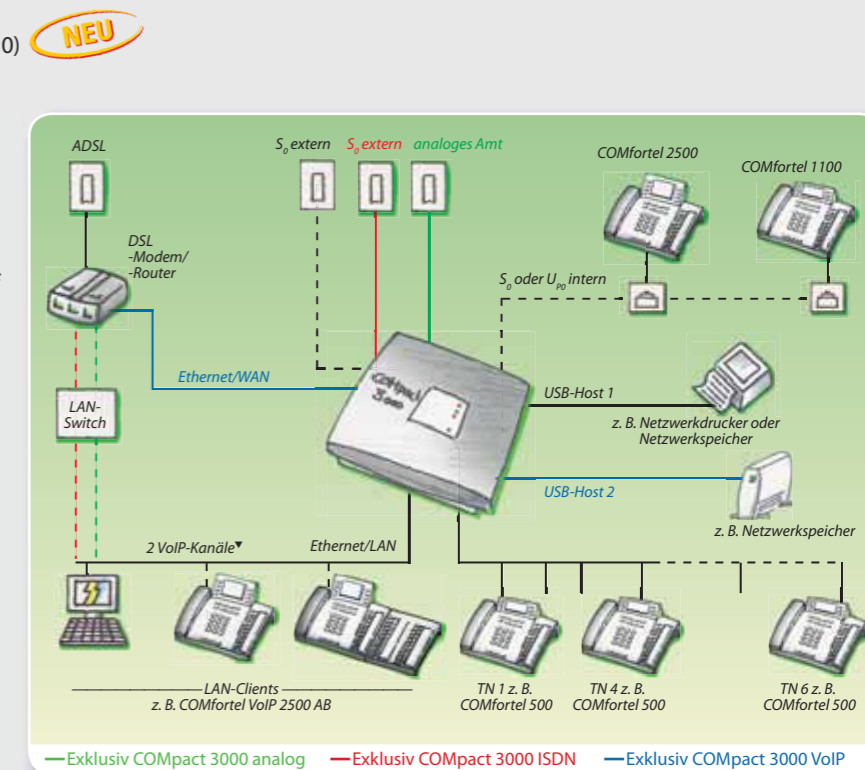 0) NEU
ADSL
S0 extern S0 extern analoges Amt
COMfortel 2500
COMfortel 1100
DSL
-Modem/
-Router
S0 oder UP0 intern
Ethernet/WAN
COMpact
3000
USB-Host 1
LAN-
Switch
z. B. Netzwerkdrucker oder
Netzwerkspeicher
USB-Host 2
z. B. Netzwerkspeicher
2 VoIP-Kanäle▼ Ethernet/LAN
LAN-Clients
z. B. COMfortel VoIP 2500 AB
TN 1 z. B.
COMfortel 500
TN 4 z. B.
COMfortel 500
TN 6 z. B.
COMfortel 500
Exklusiv COMpact 3000 analog Exklusiv COMpact 3000 ISDN Exklusiv COMpact 3000 VoIP